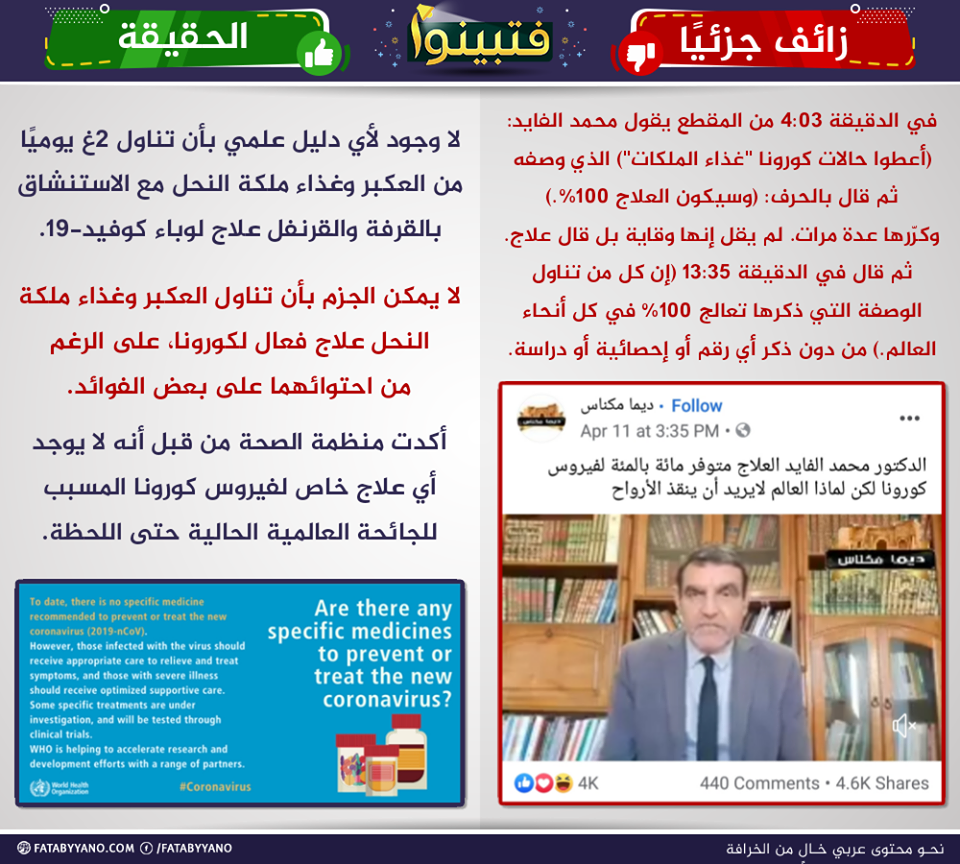 زائف جزئيًا
فتبينوا
الحقيقة
في الدقيقة 4:03 من المقطع يقول محمد الفايد:
(أعطوا حالات كورونا "غذاء الملكات") الذي وصفه
ثم قال بالحرف: (وسيكون العلاج 100%.)
وكرّرها عدة مرات. لم يقل إنها وقاية بل قال علاج.
ثم قال في الدقيقة 13:35 (إن كل من تناول
الوصفة التي ذكرها تعالج 100% في كل أنحاء
العالم.) من دون ذكر أي رقم أو إحصائية أو دراسة.
ديما مكناس · Follow
Apr 11 at 3:35 PM ·
الدكتور محمد الفايد العلاج متوفر مائة بالمئة لفيروس
كورونا لكن لماذا العالم لايريد أن ينقذ الأرواح
ديما مكناس
4K
440 Comments · 4.6K Shares
لا وجود لأي دليل علمي بأن تناول 2غ يوميًا
من العكبر وغذاء ملكة النحل مع الاستنشاق
بالقرفة والقرنفل علاج لوباء كوفيد-19.
لا يمكن الجزم بأن تناول العكبر وغذاء ملكة
النحل علاج فعال لكورونا، على الرغم
من احتوائهما على بعض الفوائد.
أكدت منظمة الصحة من قبل أنه لا يوجد
أي علاج خاص لفيروس كورونا المسبب
للجائحة العالمية الحالية حتى اللحظة.
Are there any
specific medicines
to prevent or
treat the new
coronavirus?
To date, there is no specific medicine
recommended to prevent or treat the new
coronavirus (2019-nCoV).
However, those infected with the virus should
receive appropriate care to relieve and treat
symptoms, and those with severe illness
should receive optimized supportive care.
Some specific treatments are under
investigation, and will be tested through
clinical trials.
WHO is helping to accelerate research and
development efforts with a range of partners.
World Health
Organization
#Coronavirus
FATABYYANO.COM /FATABYYANO
نحو محتوى عربي خال من الخرافة